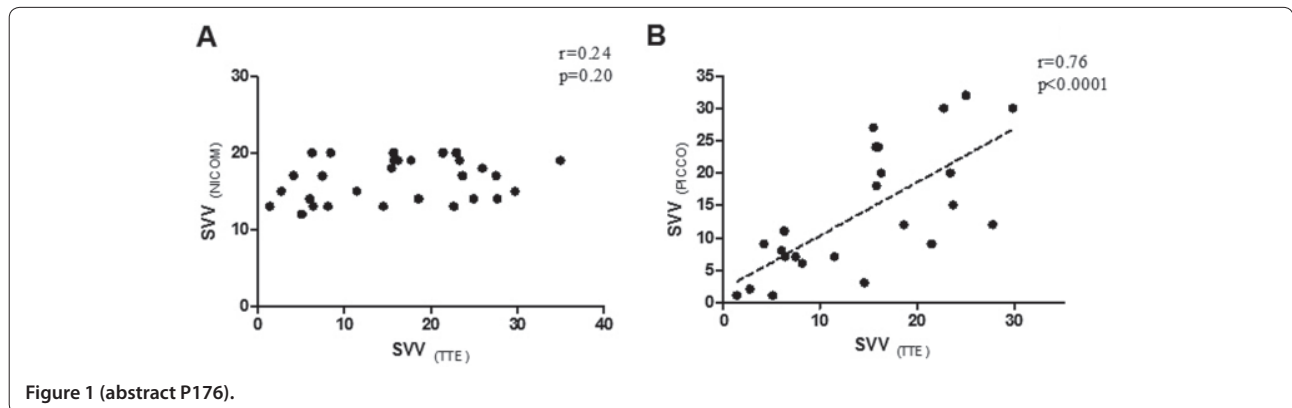 A
r=0.24
p=0.20
30
20
10
0
SVV (NICOM)
0 10 20 30 40
SVV (TTE)
B
r=0.76
p<0.0001
35
30
25
20
15
10
5
0
SVV (PICCO)
0 10 20 30
SVV (TTE)
Figure 1 (abstract P176).